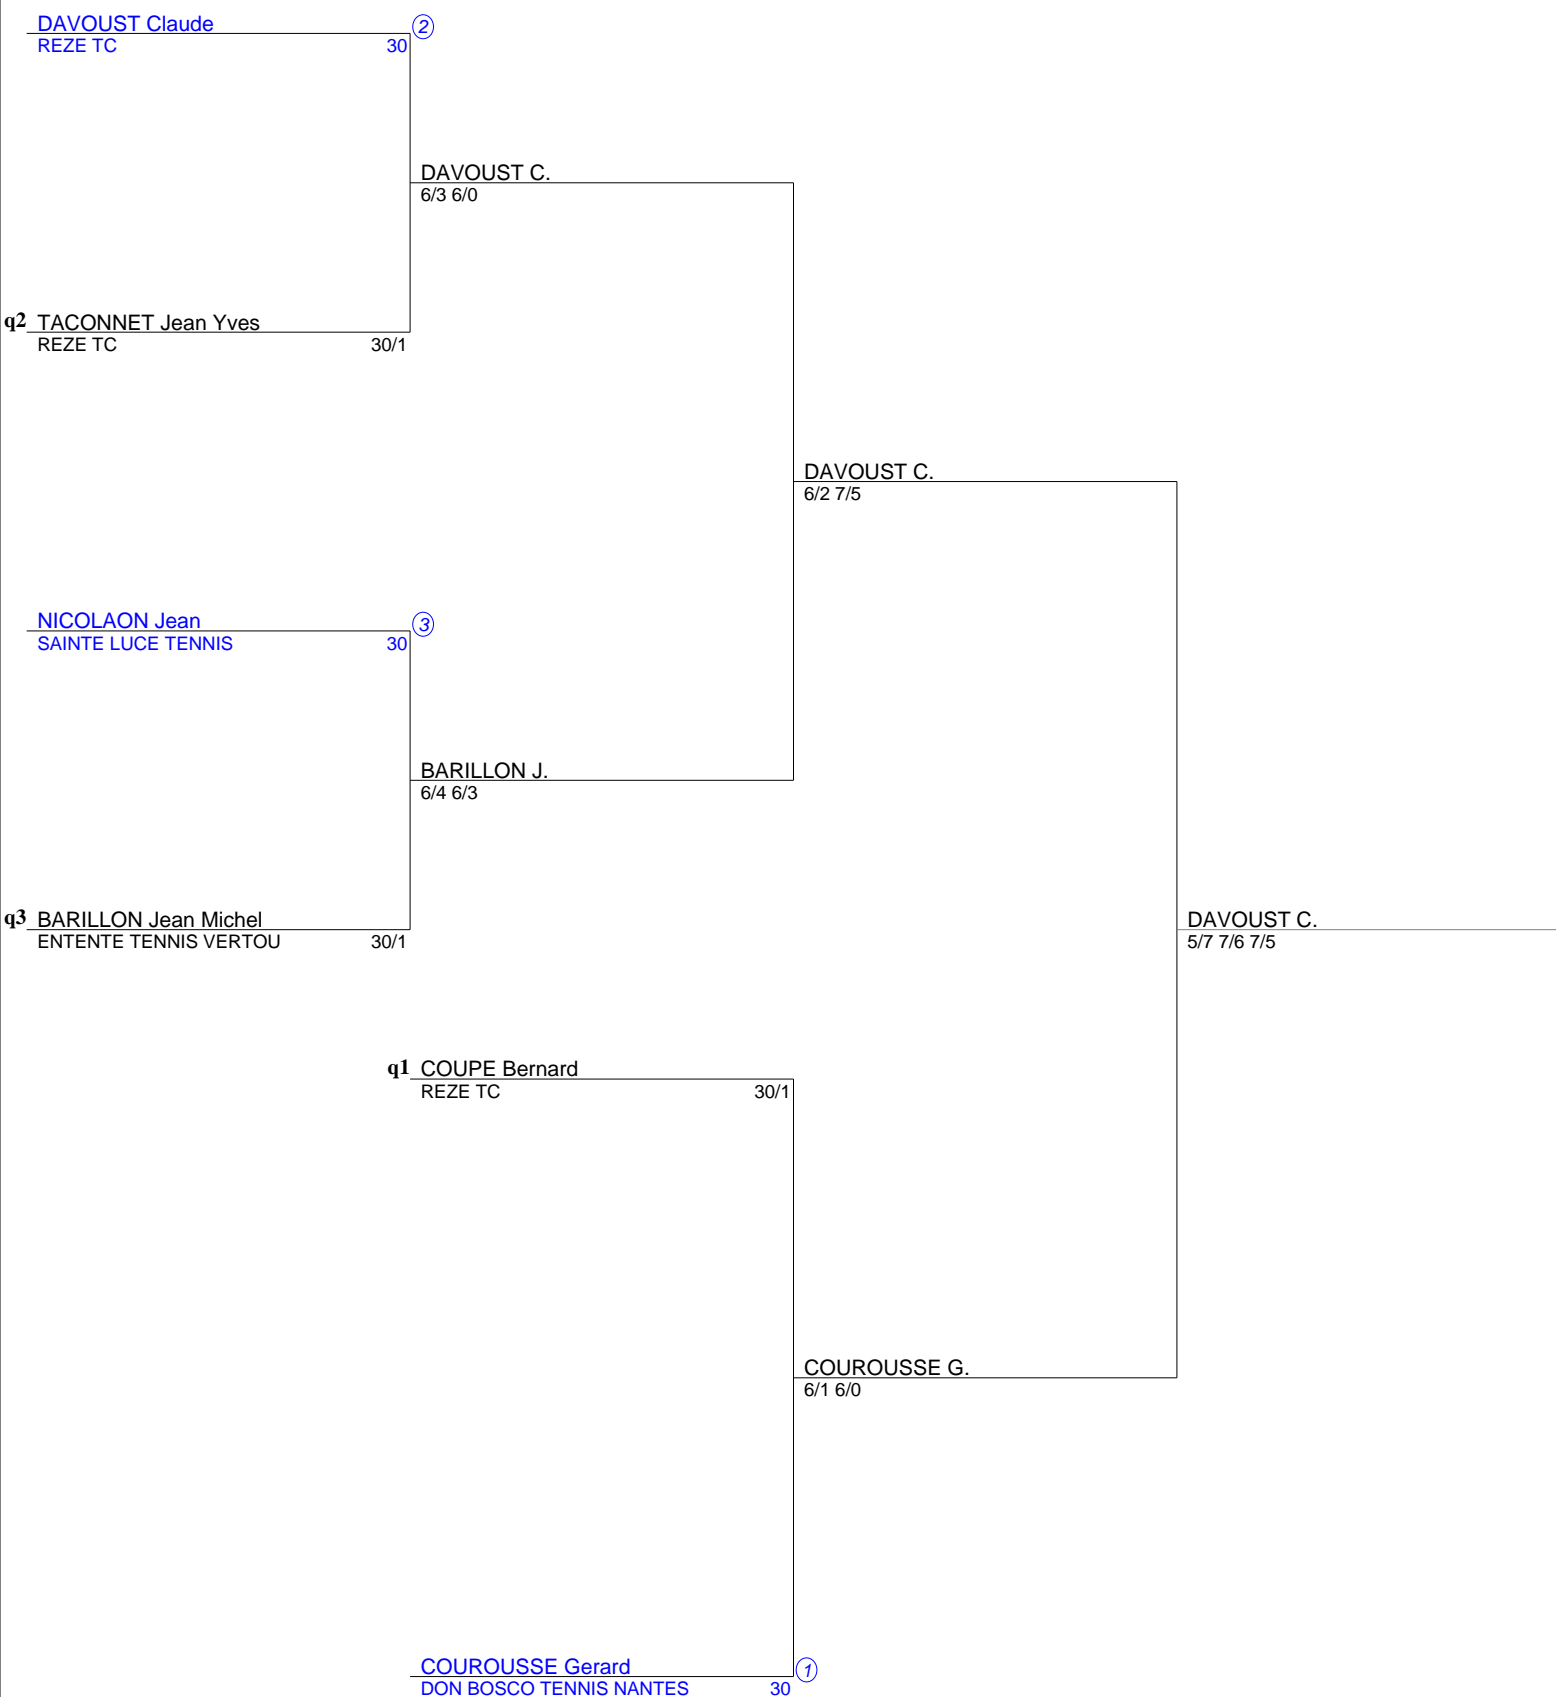 DAVOUST Claude 2
REZE TC 30
DAVOUST C.
6/3 6/0
q2 TACONNET Jean Yves
REZE TC 30/1
DAVOUST C.
6/2 7/5
NICOLAON Jean 3
SAINTE LUCE TENNIS 30
BARILLON J.
6/4 6/3
q3 BARILLON Jean Michel
ENTENTE TENNIS VERTOU 30/1
DAVOUST C.
5/7 7/6 7/5
q1 COUPE Bernard
REZE TC 30/1
COUROUSSE G.
6/1 6/0
COUROUSSE Gerard 1
DON BOSCO TENNIS NANTES 30